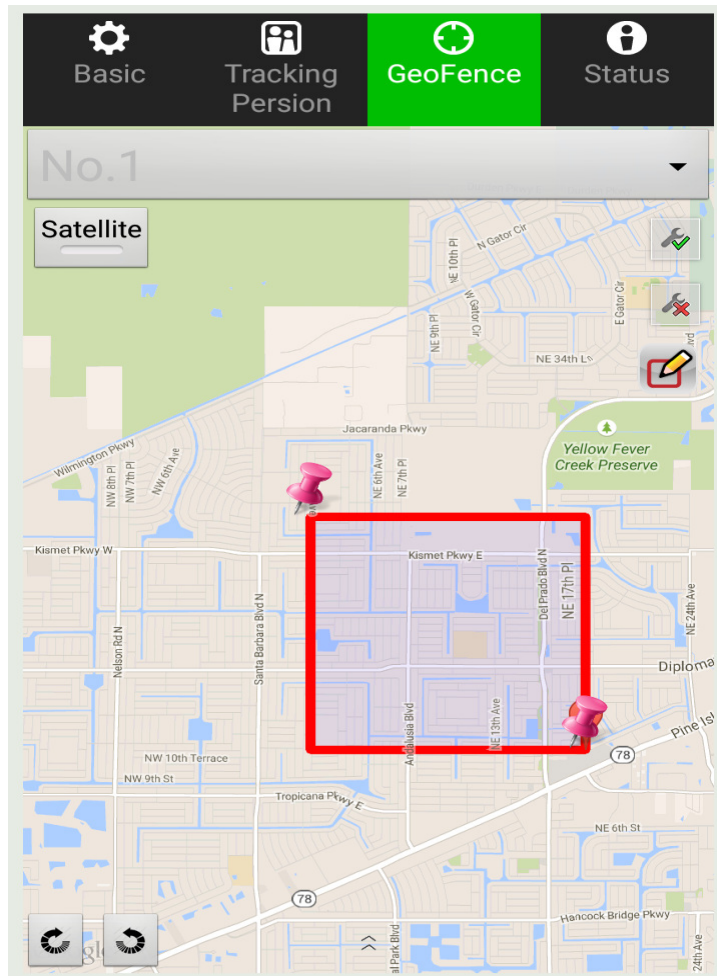 Basic
Tracking
Persion
GeoFence
Status
No.1
Satellite
N Gator Cir
NE 10th Pl
W Gator Cir
E Gator Cir
NE 9th Pl
NE 34th Ln
Jacaranda Pkwy
Yellow Fever
Creek Preserve
Wilmington Pkwy
NW 8th Pl
NW 7th Pl
NW 6th Ave
NE 6th Ave
NE 7th Pl
Kismet Pkwy W
Kismet Pkwy E
Del Prado Blvd N
NE 17th Pl
NE 24th Ave
Nelson Rd N
Santa Barbara Blvd N
Diploma
Andalusia Blvd
NE 13th Ave
Pine Isl
78
NW 10th Terrace
NW 9th St
Tropicana Pkwy E
NE 6th St
78
Hancock Bridge Pkwy
al Park Blvd
24th Ave